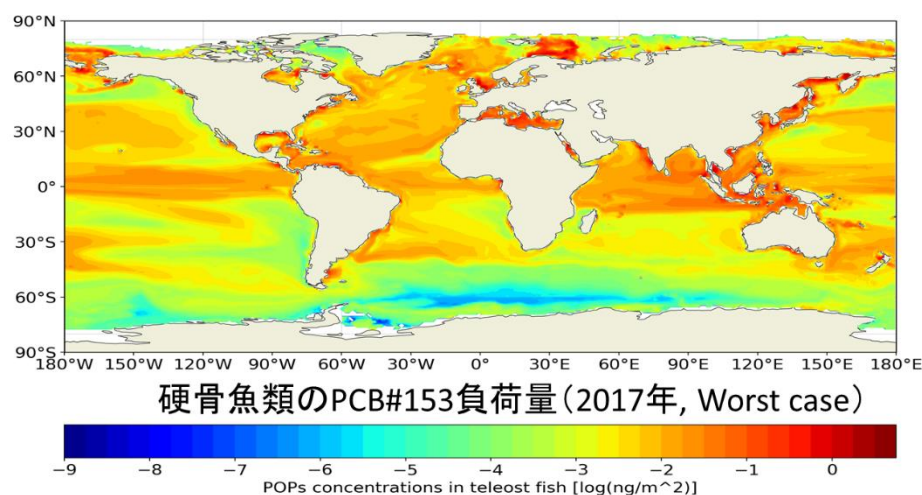 90°N
60°N
30°N
0°
30°S
60°S
90°S
180°W 150°W 120°W 90°W 60°W 30°W 0° 30°E 60°E 90°E 120°E 150°E 180°E
硬骨魚類のPCB#153負荷量(2017年, Worst case)
−9 −8 −7 −6 −5 −4 −3 −2 −1 0
POPs concentrations in teleost fish [log(ng/m^2)]